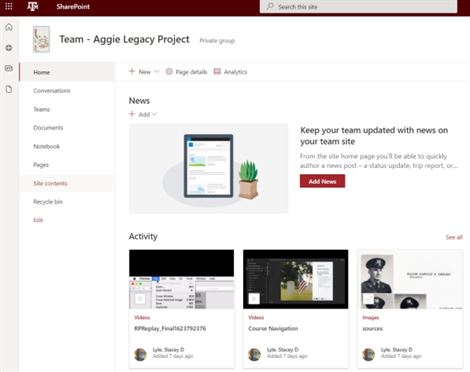 ATM SharePoint
Search this site
Team - Aggie Legacy Project Private group
Home
Conversations
Teams
Documents
Notebook
Pages
Site contents
Recycle bin
Edit
+ New Page details Analytics
News
+ Add
Keep your team updated with news on
your team site
From the site home page you'll be able to quickly
author a news post – a status update, trip report, or...
Add News
Activity
See all
Videos
RPReplay_Final1623792376
Lyle, Stacey D
Added 7 days ago
Videos
Course Navigation
Lyle, Stacey D
Added 7 days ago
Images
sources
Lyle, Stacey D
Added 7 days ago